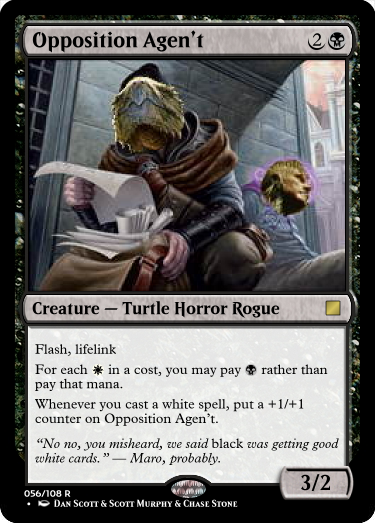 Opposition Agen't 2
Creature — Turtle Horror Rogue
Flash, lifelink
For each in a cost, you may pay rather than
pay that mana.
Whenever you cast a white spell, put a +1/+1
counter on Opposition Agen't.
“No no, you misheard, we said black was getting good
white cards.” — Maro, probably.
3/2
056/108 R
• DAN SCOTT & SCOTT MURPHY & CHASE STONE